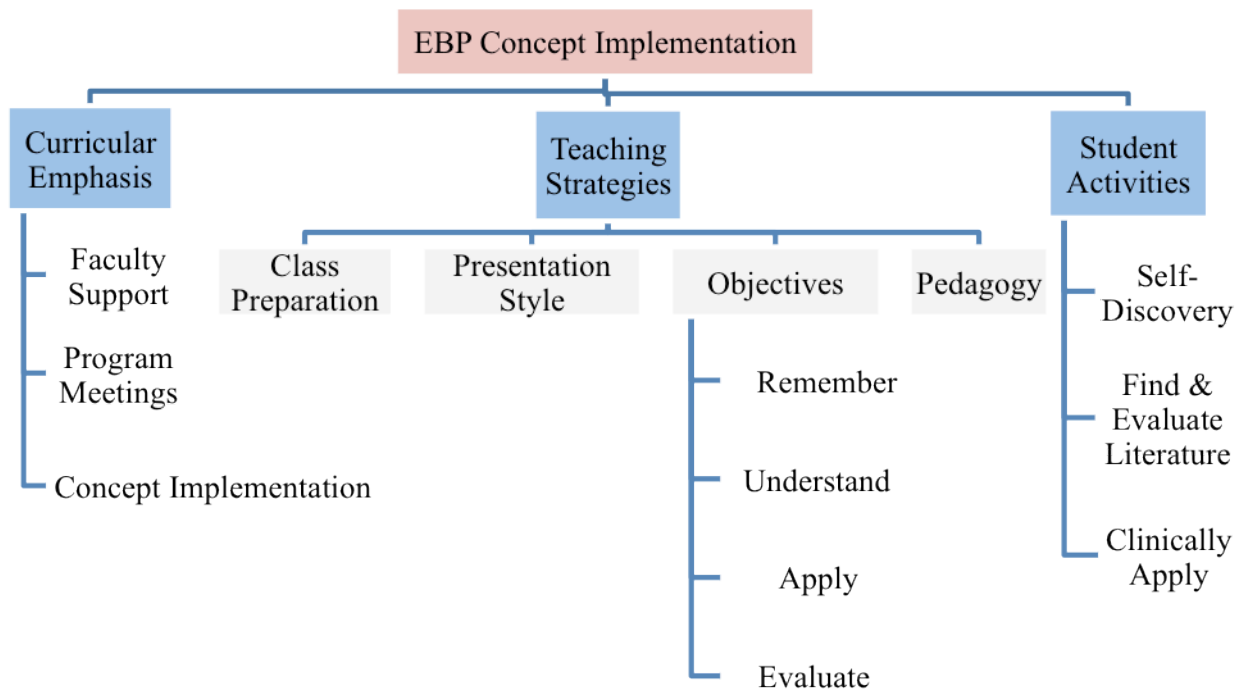 EBP Concept Implementation
Curricular
Emphasis
Teaching
Strategies
Student
Activities
Faculty
Support
Program
Meetings
Concept Implementation
Class
Preparation
Presentation
Style
Objectives
Pedagogy
Remember
Understand
Apply
Evaluate
Self-
Discovery
Find &
Evaluate
Literature
Clinically
Apply